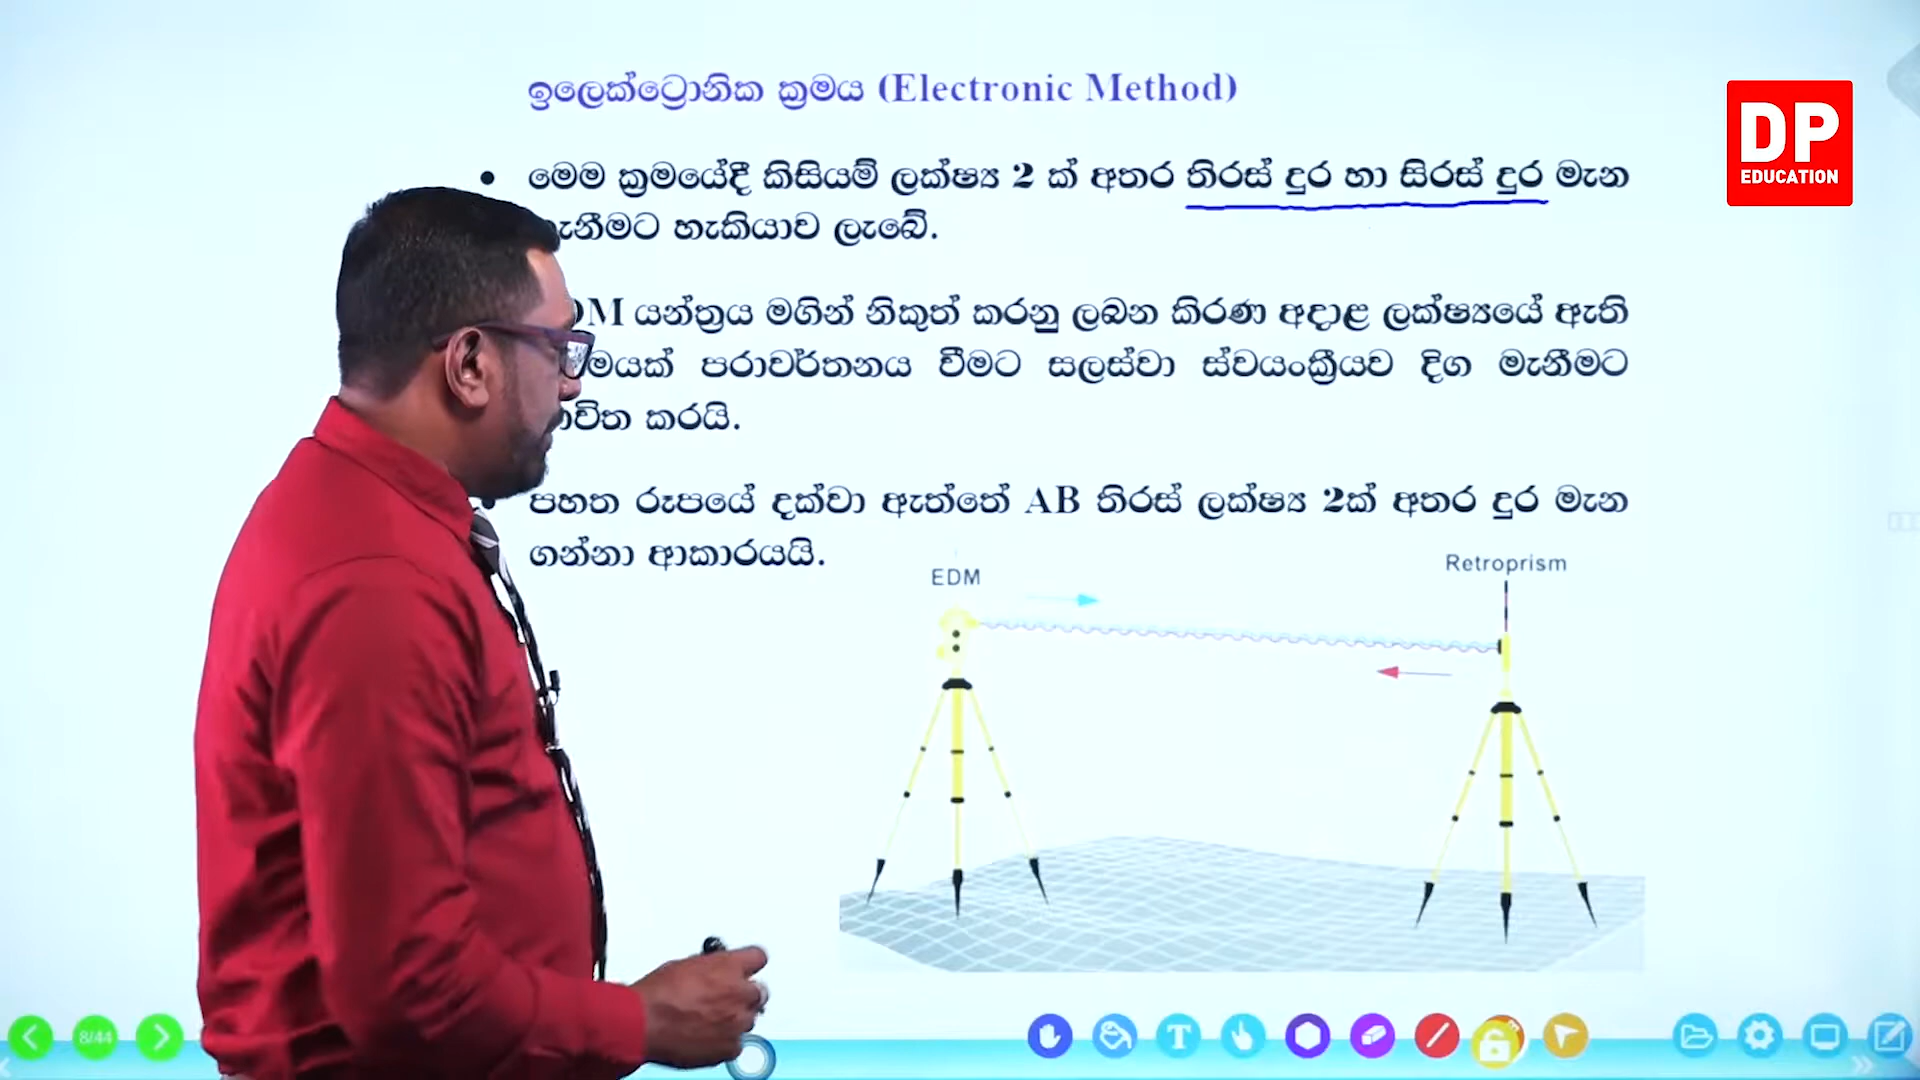 ඉලෙක්ට්‍රොනික ක්‍රමය (Electronic Method)
DP
EDUCATION
• මෙම ක්‍රමයේදී කිසියම් ලක්ෂ්‍ය 2 ක් අතර තිරස් දුර හා සිරස් දුර මැන
හැකියාව ලැබේ.
යන්ත්‍රය මගින් නිකුත් කරනු ලබන කිරණ අදාළ ලක්ෂ්‍යයේ ඇති
පරාවර්තනය වීමට සලස්වා ස්වයංක්‍රීයව දිග මැනීමට
කරයි.
• පහත රූපයේ දක්වා ඇත්තේ AB තිරස් ලක්ෂ්‍ය 2ක් අතර දුර මැන
ගන්නා ආකාරයයි.
EDM
Retroprism
8/44